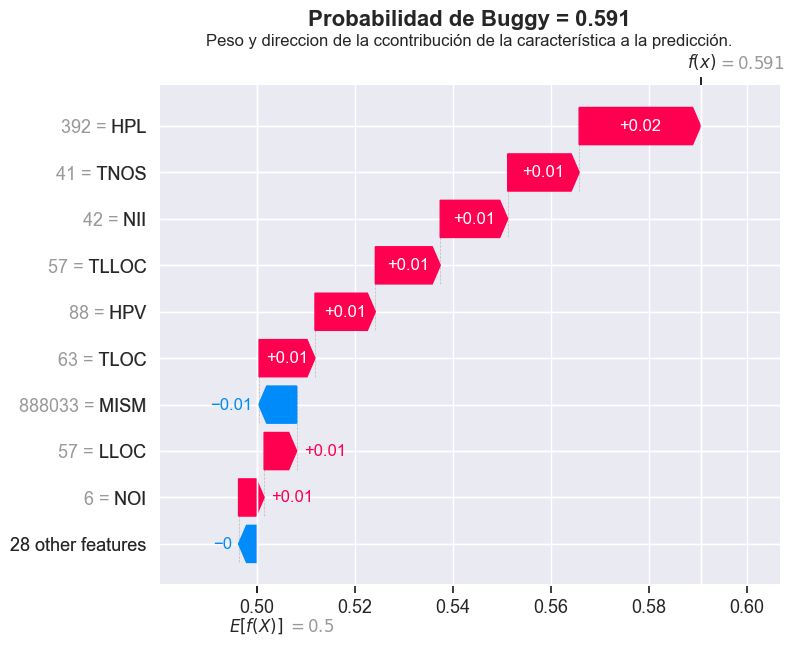 Probabilidad de Buggy = 0.591
Peso y direccion de la ccontribución de la característica a la predicción.
f(x) = 0.591
392 = HPL
+0.02
41 = TNOS
+0.01
42 = NII
+0.01
57 = TLLOC
+0.01
88 = HPV
+0.01
63 = TLOC
+0.01
888033 = MISM
−0.01
57 = LLOC
+0.01
6 = NOI
+0.01
28 other features
−0
0.50 0.52 0.54 0.56 0.58 0.60
E[f(X)] = 0.5